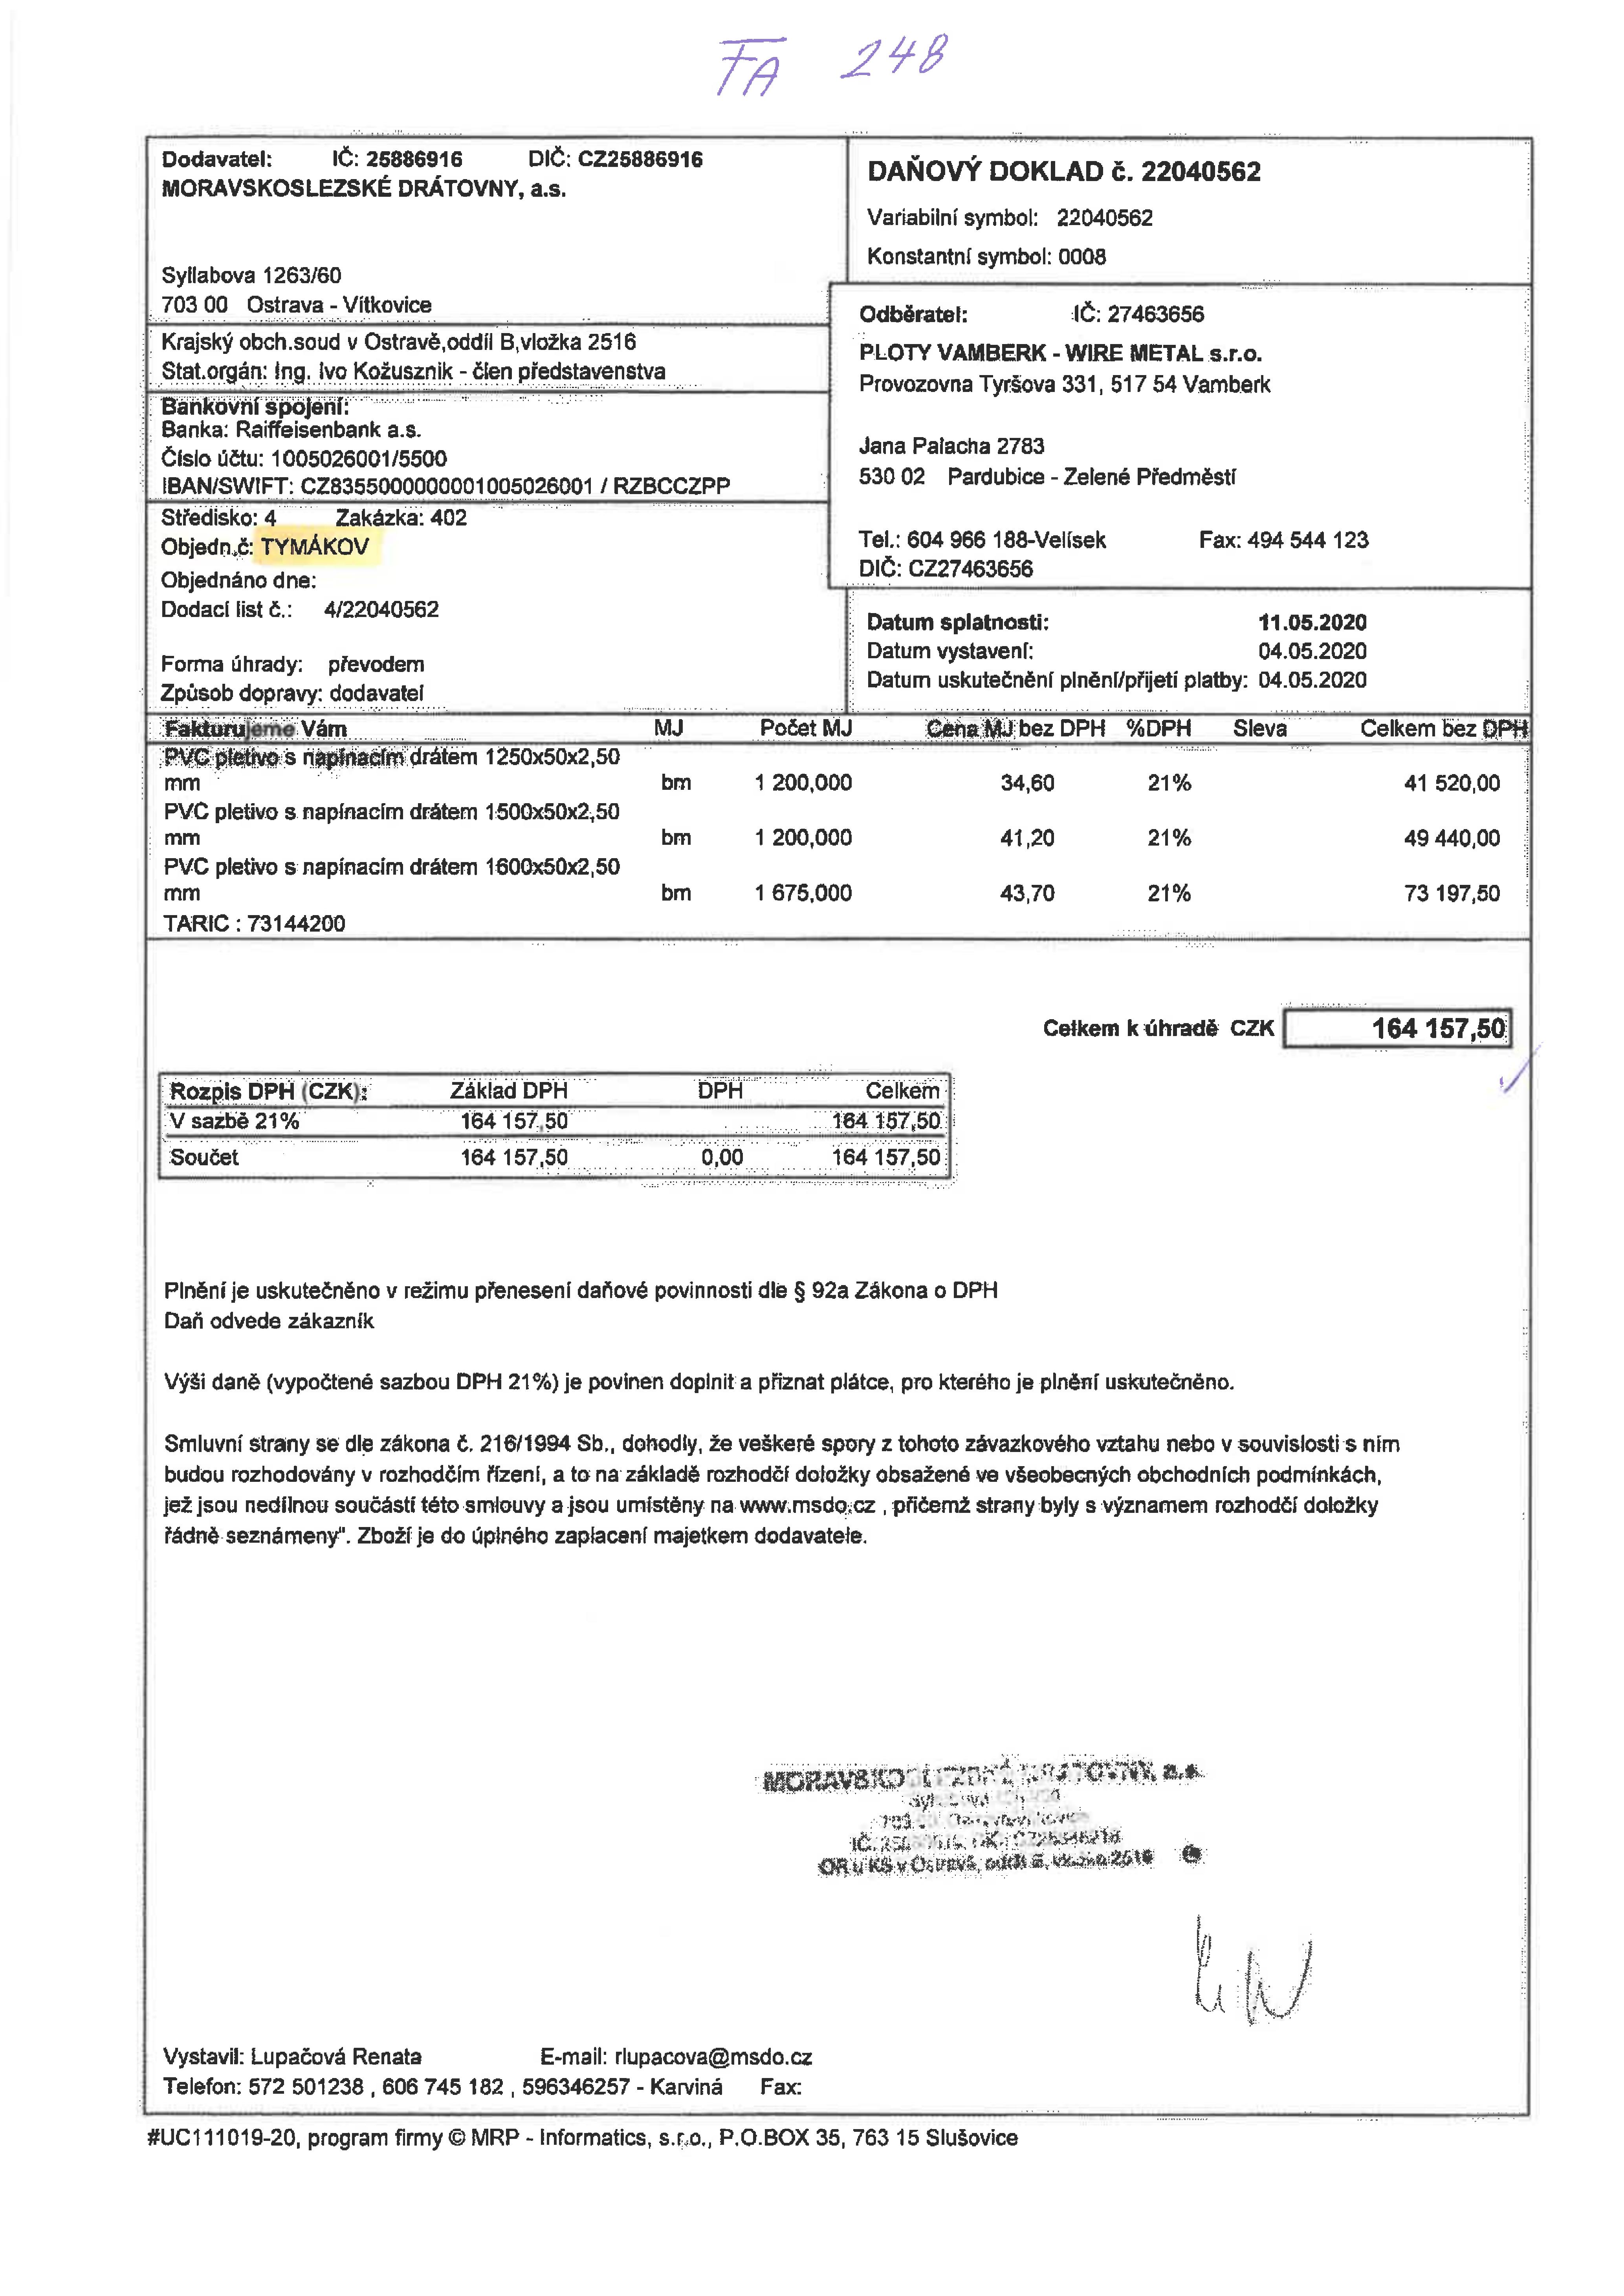 FA 248
Dodavatel: IČ: 25886916 DIČ: CZ25886916
MORAVSKOSLEZSKÉ DRÁTOVNY, a.s.
Syllabova 1263/60
703 00 Ostrava - Vítkovice
Krajský obch.soud v Ostravě,oddíl B,vložka 2516
Stat.orgán: Ing. Ivo Kožusznik - člen představenstva
Bankovní spojení:
Banka: Raiffeisenbank a.s.
Číslo účtu: 1005026001/5500
IBAN/SWIFT: CZ8355000000001005026001 / RZBCCZPP
Středisko: 4 Zakázka: 402
Objedn.č: TYMÁKOV
Objednáno dne:
Dodací list č.: 4/22040562
Forma úhrady: převodem
Způsob dopravy: dodavatel
DAŇOVÝ DOKLAD č. 22040562
Variabilní symbol: 22040562
Konstantní symbol: 0008
Odběratel: IČ: 27463656
PLOTY VAMBERK - WIRE METAL s.r.o.
Provozovna Tyršova 331, 517 54 Vamberk
Jana Palacha 2783
530 02 Pardubice - Zelené Předměstí
Tel.: 604 966 188-Velísek Fax: 494 544 123
DIČ: CZ27463656
Datum splatnosti: 11.05.2020
Datum vystavení: 04.05.2020
Datum uskutečnění plnění/přijetí platby: 04.05.2020
Fakturujeme Vám MJ Počet MJ Cena MJ bez DPH %DPH Sleva Celkem bez DPH
PVC pletivo s napínacím drátem 1250x50x2,50
mm bm 1 200,000 34,60 21% 41 520,00
PVC pletivo s napínacím drátem 1500x50x2,50
mm bm 1 200,000 41,20 21% 49 440,00
PVC pletivo s napínacím drátem 1600x50x2,50
mm bm 1 675,000 43,70 21% 73 197,50
TARIC : 73144200
Celkem k úhradě CZK 164 157,50
Rozpis DPH (CZK): Základ DPH DPH Celkem
V sazbě 21% 164 157,50 164 157,50
Součet 164 157,50 0,00 164 157,50
Plnění je uskutečněno v režimu přenesení daňové povinnosti dle § 92a Zákona o DPH
Daň odvede zákazník
Výši daně (vypočtené sazbou DPH 21%) je povinen doplnit a přiznat plátce, pro kterého je plnění uskutečněno.
Smluvní strany se dle zákona č. 216/1994 Sb., dohodly, že veškeré spory z tohoto závazkového vztahu nebo v souvislosti s ním
budou rozhodovány v rozhodčím řízení, a to na základě rozhodčí doložky obsažené ve všeobecných obchodních podmínkách,
jež jsou nedílnou součástí této smlouvy a jsou umístěny na www.msdo.cz , přičemž strany byly s významem rozhodčí doložky
řádně seznámeny". Zboží je do úplného zaplacení majetkem dodavatele.
OR u KS v Ostravě, 2516
Vystavil: Lupačová Renata E-mail: rlupacova@msdo.cz
Telefon: 572 501238 , 606 745 182 , 596346257 - Karviná Fax:
#UC111019-20, program firmy © MRP - Informatics, s.r.o., P.O.BOX 35, 763 15 Slušovice